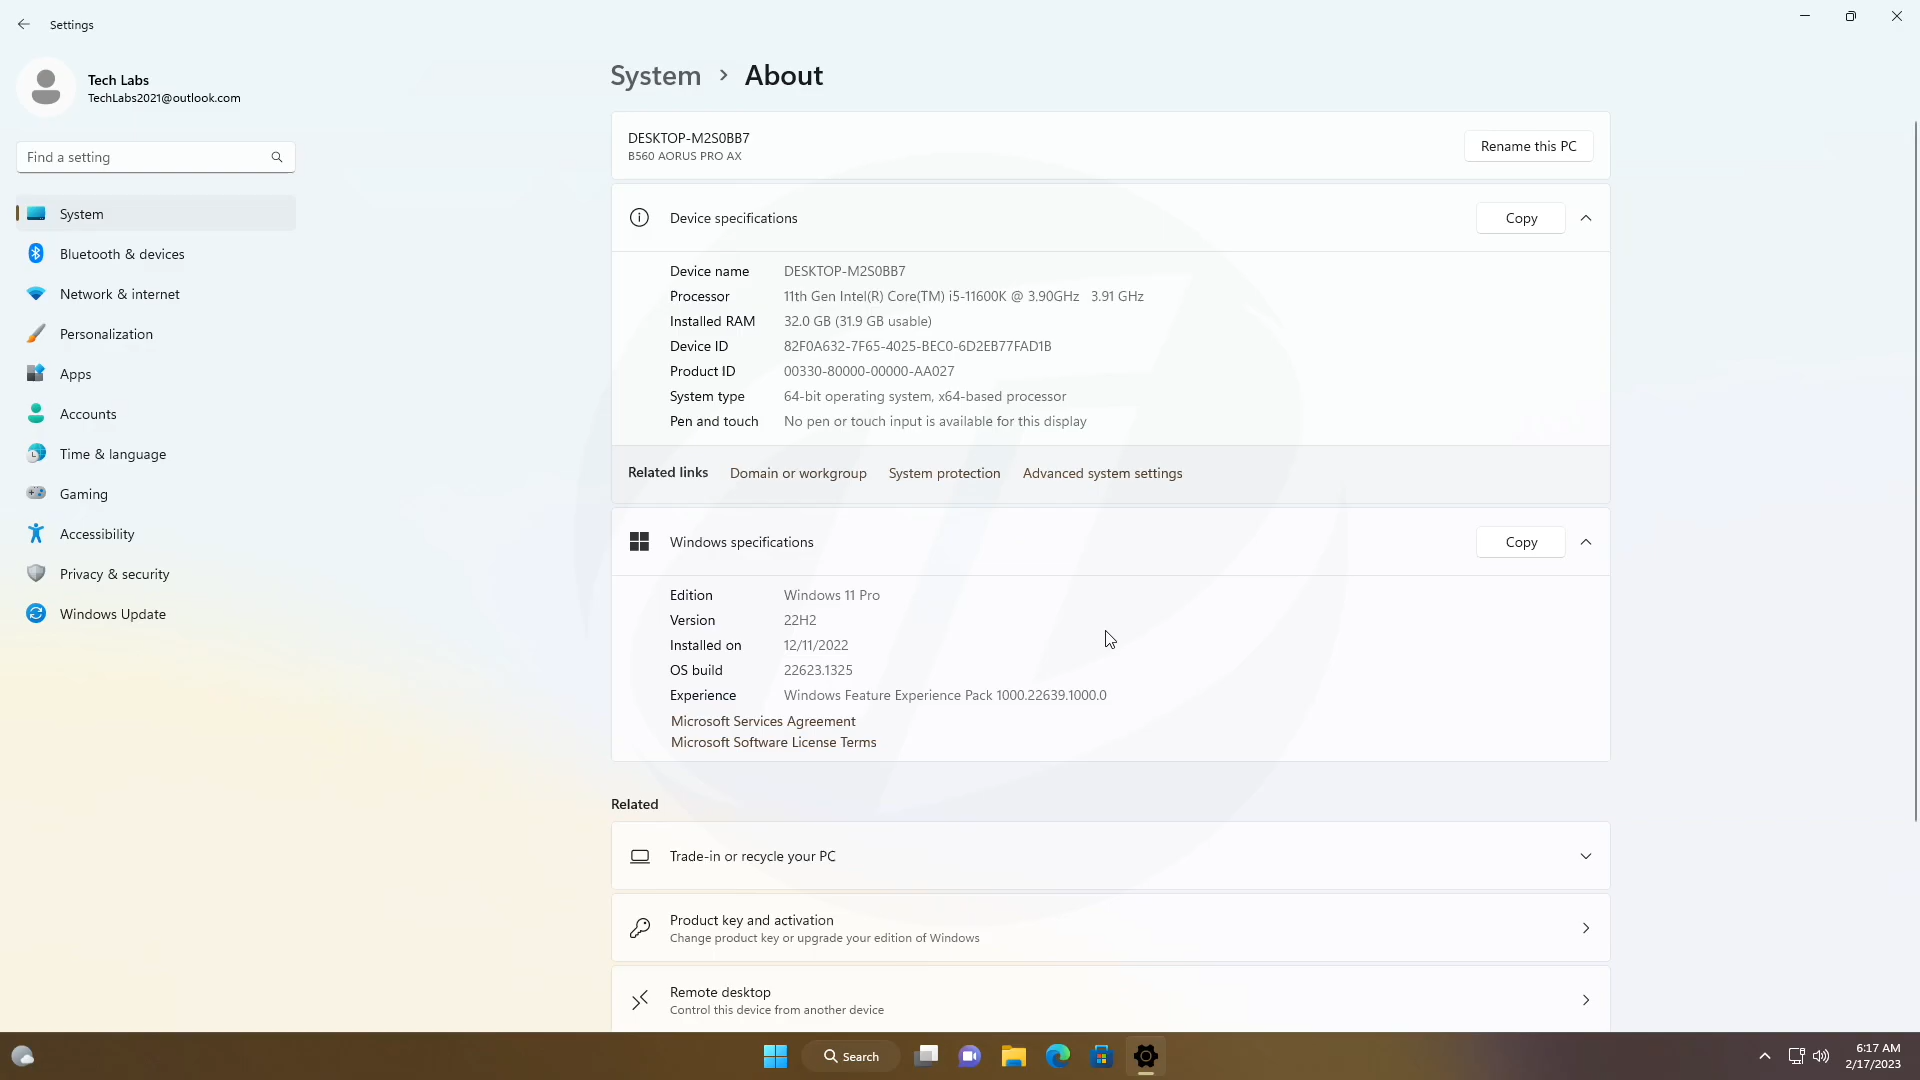 Settings
Tech Labs
TechLabs2021@outlook.com
Find a setting
System
Bluetooth & devices
Network & internet
Personalization
Apps
Accounts
Time & language
Gaming
Accessibility
Privacy & security
Windows Update
System > About
DESKTOP-M2S0BB7
B560 AORUS PRO AX
Rename this PC
Device specifications Copy
Device name DESKTOP-M2S0BB7
Processor 11th Gen Intel(R) Core(TM) i5-11600K @ 3.90GHz 3.91 GHz
Installed RAM 32.0 GB (31.9 GB usable)
Device ID 82F0A632-7F65-4025-BEC0-6D2EB77FAD1B
Product ID 00330-80000-00000-AA027
System type 64-bit operating system, x64-based processor
Pen and touch No pen or touch input is available for this display
Related links Domain or workgroup System protection Advanced system settings
Windows specifications Copy
Edition Windows 11 Pro
Version 22H2
Installed on 12/11/2022
OS build 22623.1325
Experience Windows Feature Experience Pack 1000.22639.1000.0
Microsoft Services Agreement
Microsoft Software License Terms
Related
Trade-in or recycle your PC
Product key and activation
Change product key or upgrade your edition of Windows
Remote desktop
Control this device from another device
Search
6:17 AM
2/17/2023